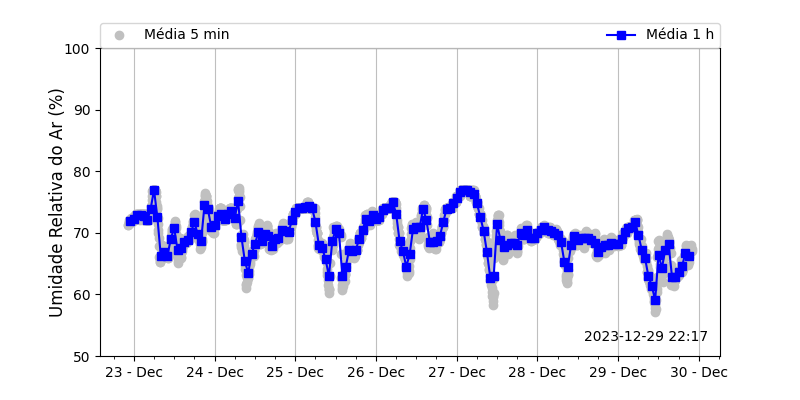 Média 5 min
Média 1 h
Umidade Relativa do Ar (%)
100
90
80
70
60
50
2023-12-29 22:17
23 - Dec
24 - Dec
25 - Dec
26 - Dec
27 - Dec
28 - Dec
29 - Dec
30 - Dec